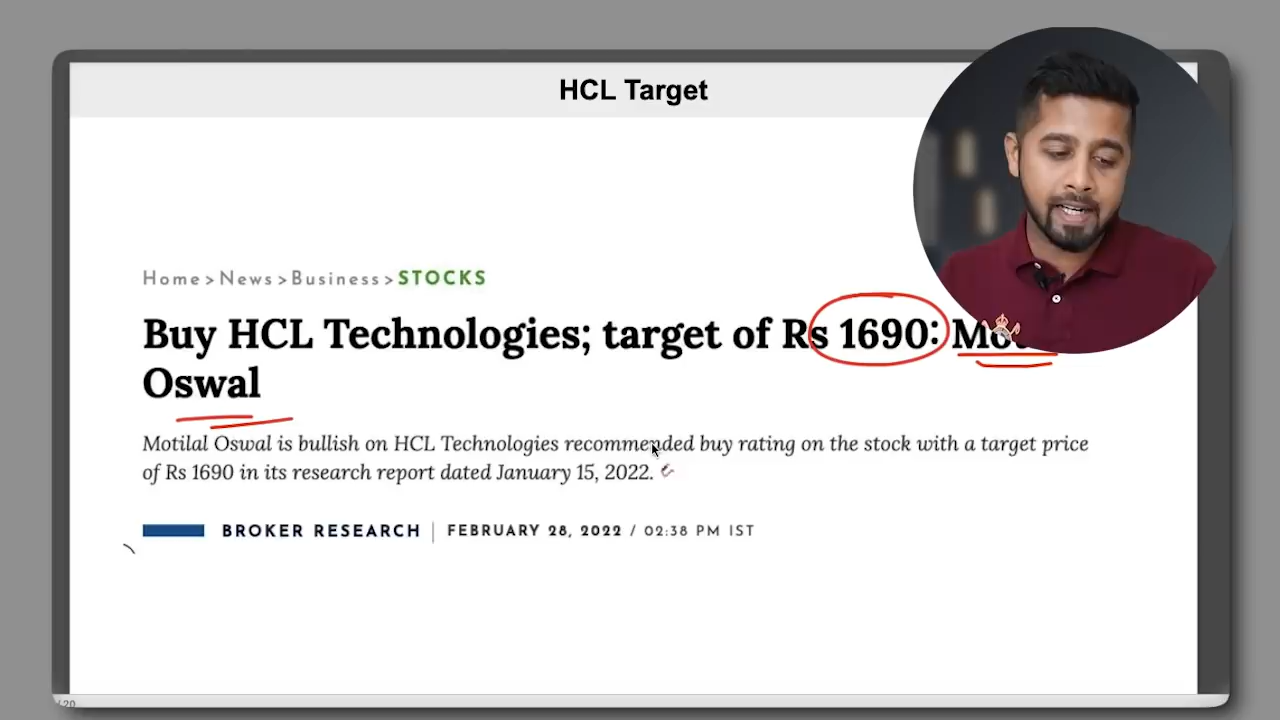 HCL Target
Home > News > Business > STOCKS
Buy HCL Technologies; target of Rs 1690:
Oswal
Motilal Oswal is bullish on HCL Technologies recommended buy rating on the stock with a target price
of Rs 1690 in its research report dated January 15, 2022.
BROKER RESEARCH | FEBRUARY 28, 2022 / 02:38 PM IST